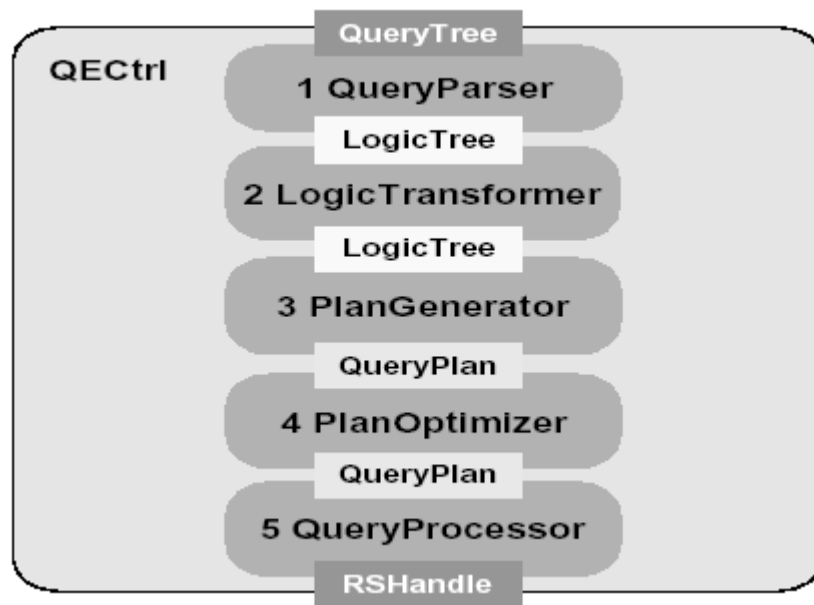 QueryTree
QECtrl
1 QueryParser
LogicTree
2 LogicTransformer
LogicTree
3 PlanGenerator
QueryPlan
4 PlanOptimizer
QueryPlan
5 QueryProcessor
RSHandle